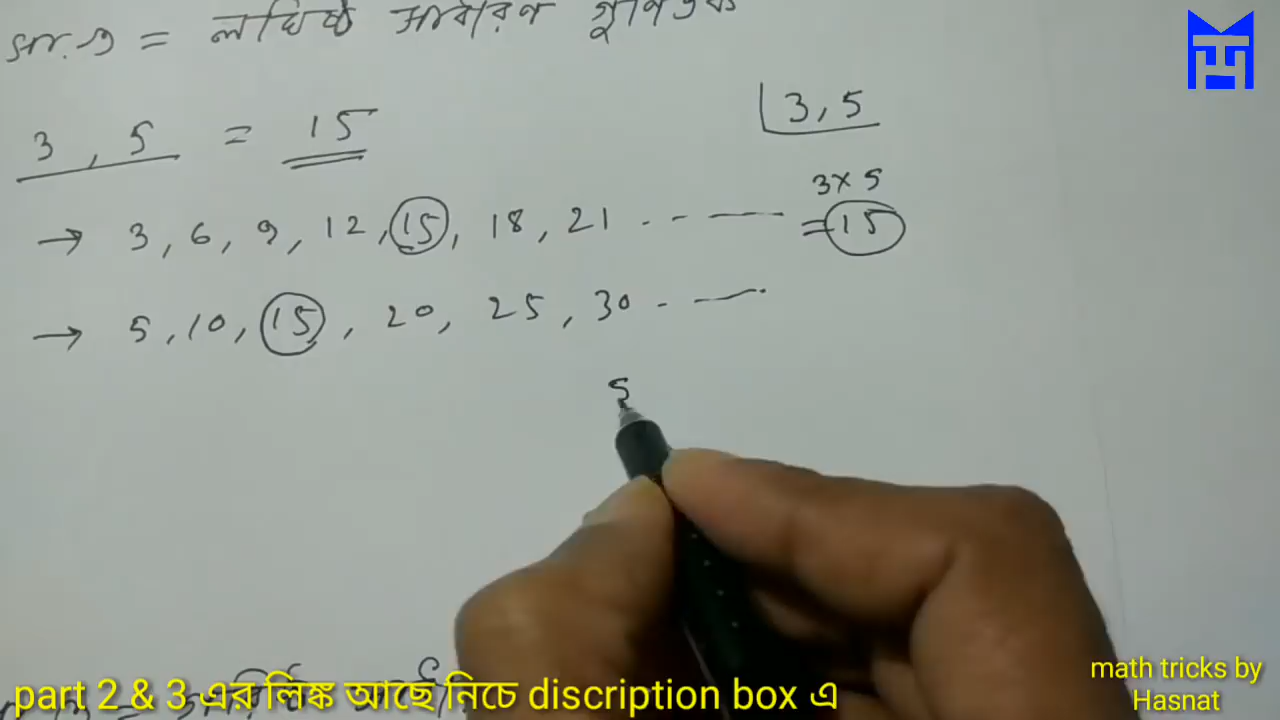 = লঘিষ্ঠ সাধারণ গুণিতক
3, 5
3, 5 = 15
3 x 5
→ 3, 6, 9, 12, 15, 18, 21 . - —
= 15
→ 5, 10, 15, 20, 25, 30 - —
5
math tricks by
Hasnat
part 2 & 3 এর লিঙ্ক আছে নিচে discription box এ